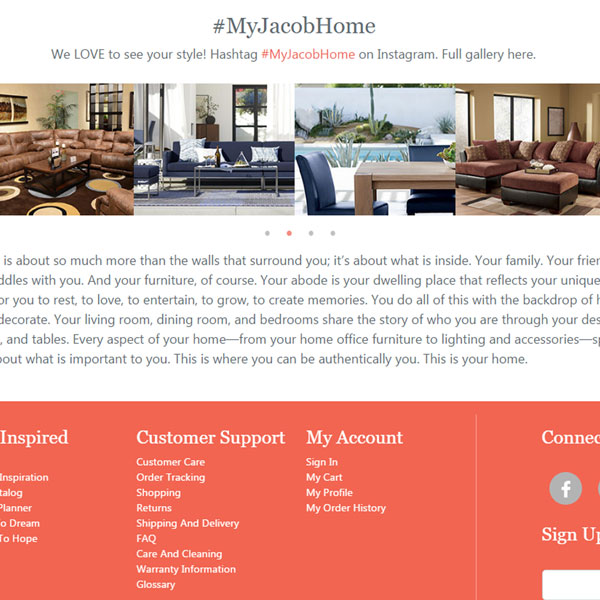 #MyJacobHome
We LOVE to see your style! Hashtag #MyJacobHome on Instagram. Full gallery here.
is about so much more than the walls that surround you; it's about what is inside. Your family. Your
with you. And your furniture, of course. Your abode is your dwelling place that reflects your unique
you to rest, to love, to entertain, to grow, to create memories. You do all of this with the backdrop of
decorate. Your living room, dining room, and bedrooms share the story of who you are through your
, and tables. Every aspect of your home—from your home office furniture to lighting and accessories—
what is important to you. This is where you can be authentically you. This is your home.
Inspired
Inspiration
Planner
To Dream
To Hope
Customer Support
Customer Care
Order Tracking
Shopping
Returns
Shipping And Delivery
FAQ
Care And Cleaning
Warranty Information
Glossary
My Account
Sign In
My Cart
My Profile
My Order History
Connec
f
Sign Up